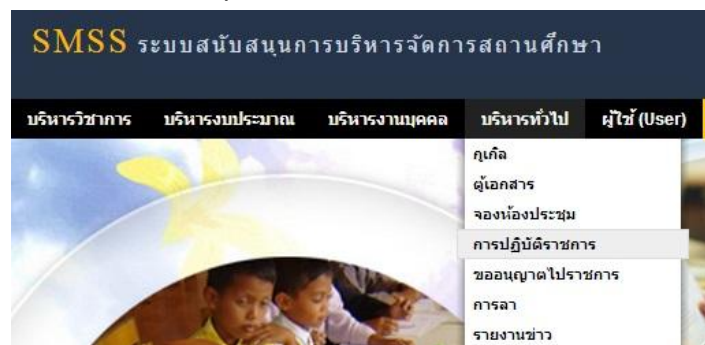 SMSS ระบบสนับสนุนการบริหารจัดการสถานศึกษา
บริหารวิชาการ บริหารงบประมาณ บริหารงานบุคคล บริหารทั่วไป ผู้ใช้ (User)
กูเกิล
ตู้เอกสาร
จองห้องประชุม
การปฏิบัติราชการ
ขออนุญาตไปราชการ
การลา
รายงานข่าว